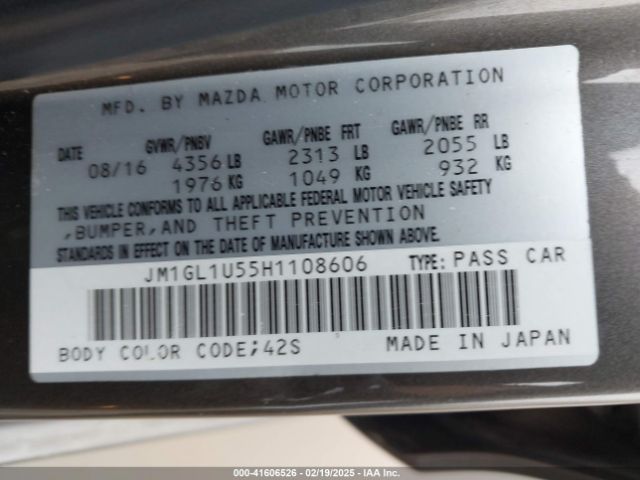 MFD. BY MAZDA MOTOR CORPORATION
DATE GVWR/PNBV GAWR/PNBE FRT GAWR/PNBE RR
08/16 4356 LB 2313 LB 2055 LB
1976 KG 1049 KG 932 KG
THIS VEHICLE CONFORMS TO ALL APPLICABLE FEDERAL MOTOR VEHICLE SAFETY
,BUMPER,AND THEFT PREVENTION
STANDARDS IN EFFECT ON THE DATE OF MANUFACTURE SHOWN ABOVE.
JM1GL1U55H1108606 TYPE: PASS CAR
BODY COLOR CODE;42S MADE IN JAPAN
000-41606526 - 02/19/2025 - IAA Inc.